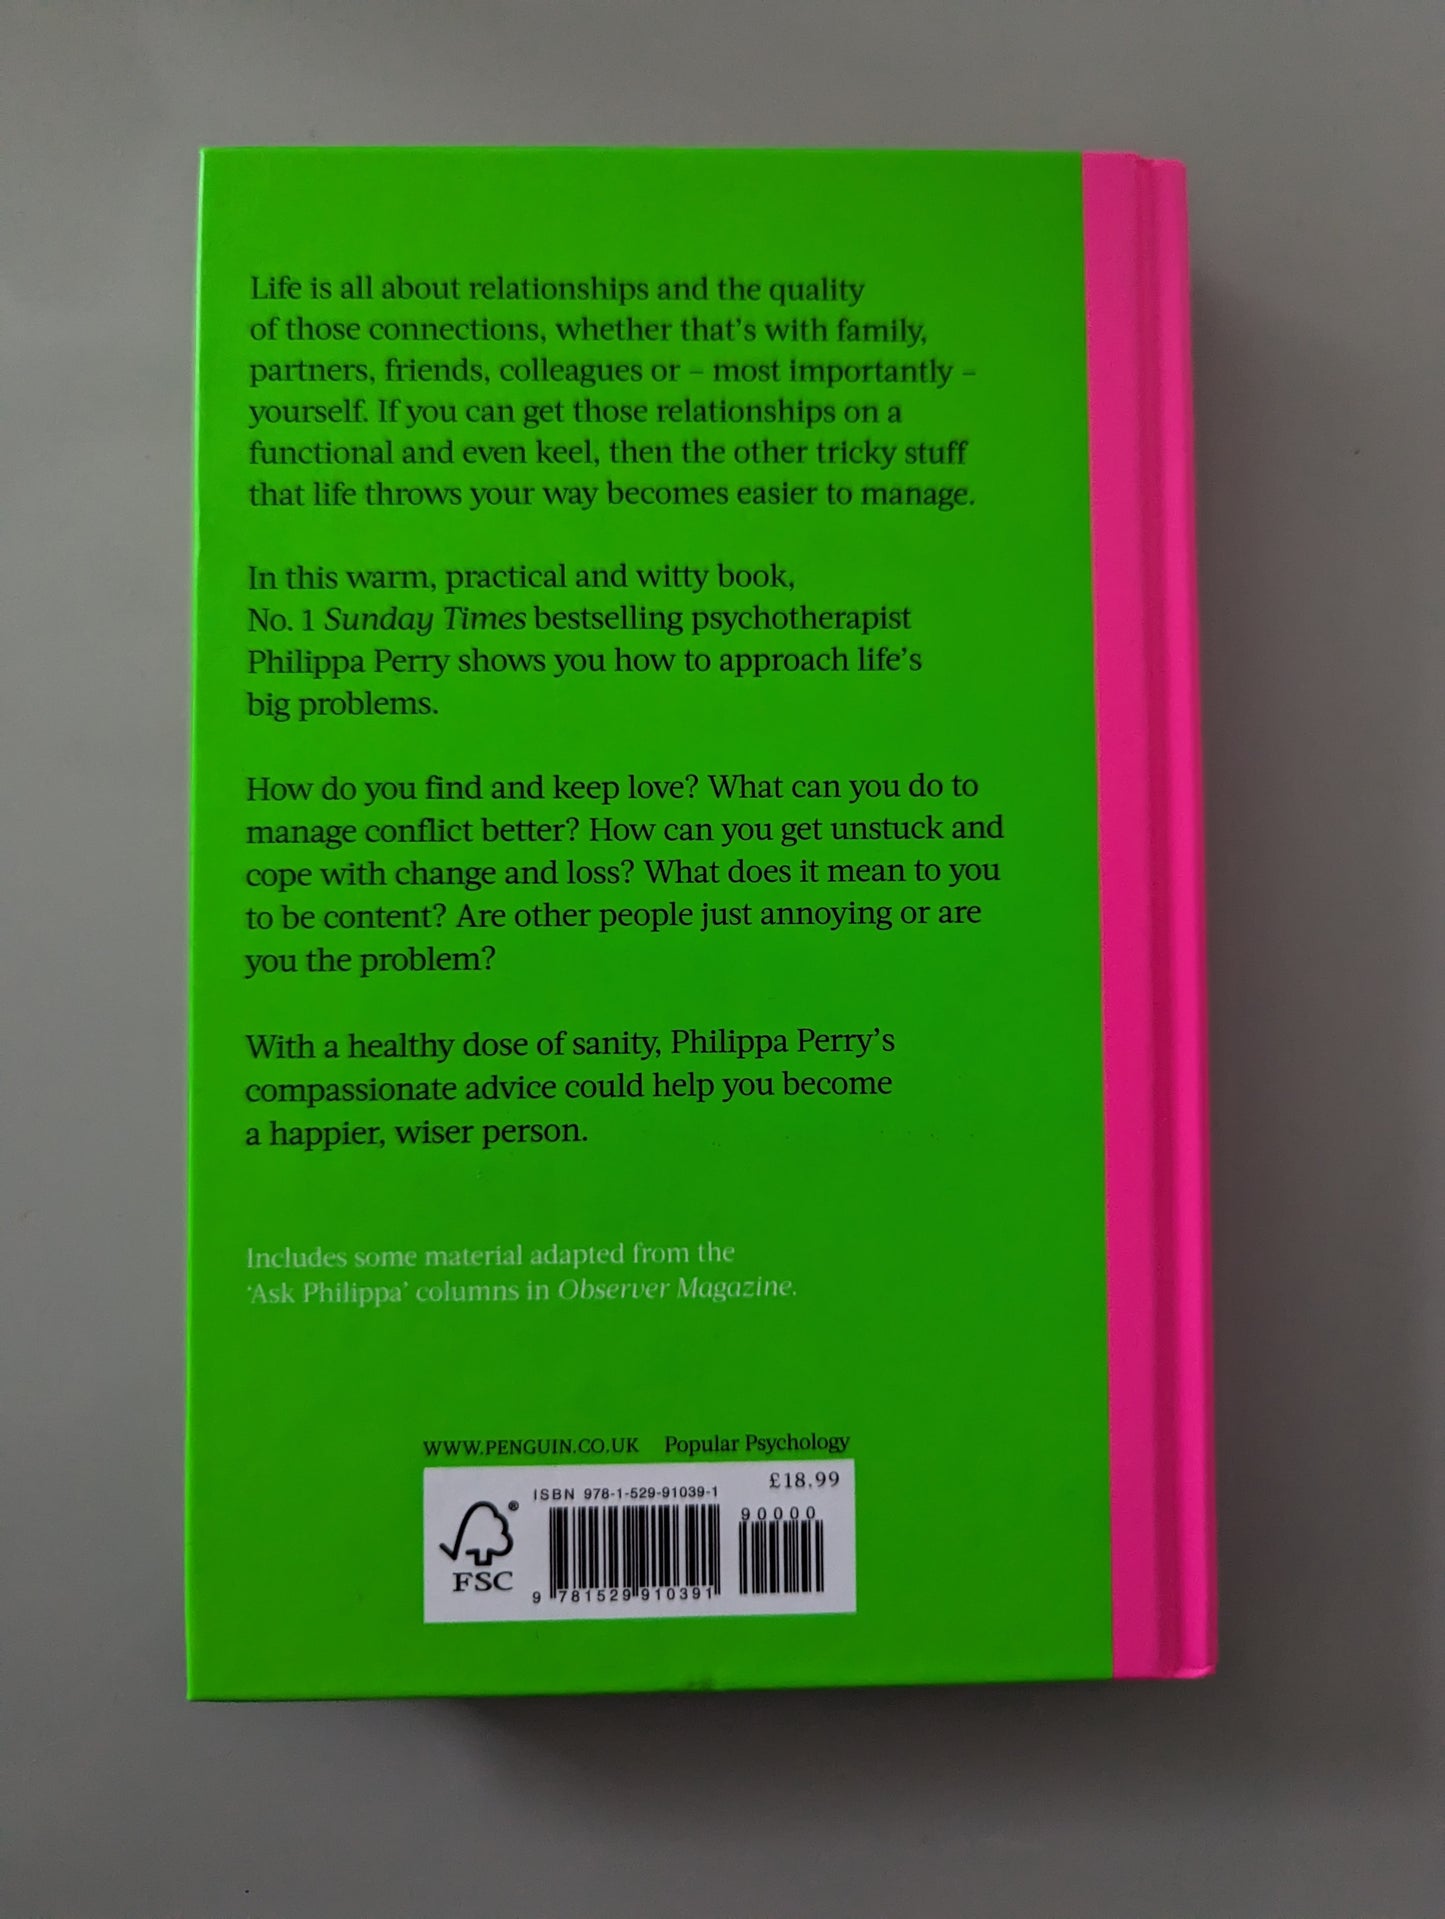 Life is all about relationships and the quality
of those connections, whether that's with family,
partners, friends, colleagues or – most importantly –
yourself. If you can get those relationships on a
functional and even keel, then the other tricky stuff
that life throws your way becomes easier to manage.
In this warm, practical and witty book,
No. 1 Sunday Times bestselling psychotherapist
Philippa Perry shows you how to approach life's
big problems.
How do you find and keep love? What can you do to
manage conflict better? How can you get unstuck and
cope with change and loss? What does it mean to you
to be content? Are other people just annoying or are
you the problem?
With a healthy dose of sanity, Philippa Perry's
compassionate advice could help you become
a happier, wiser person.
Includes some material adapted from the
'Ask Philippa' columns in Observer Magazine.
WWW.PENGUIN.CO.UK Popular Psychology
£18.99
ISBN 978-1-529-91039-1
90000
® FSC
9 781529 910391